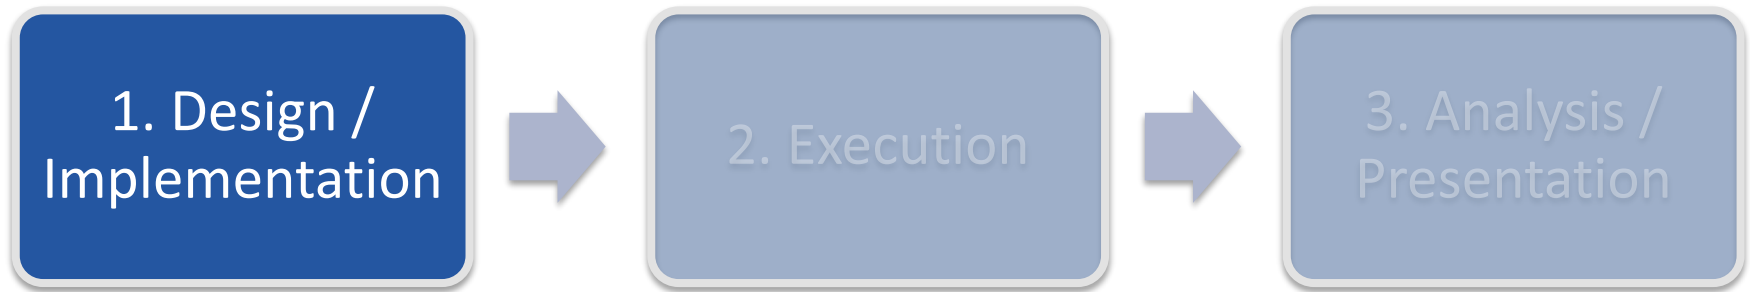 1. Design /
Implementation
2. Execution
3. Analysis /
Presentation